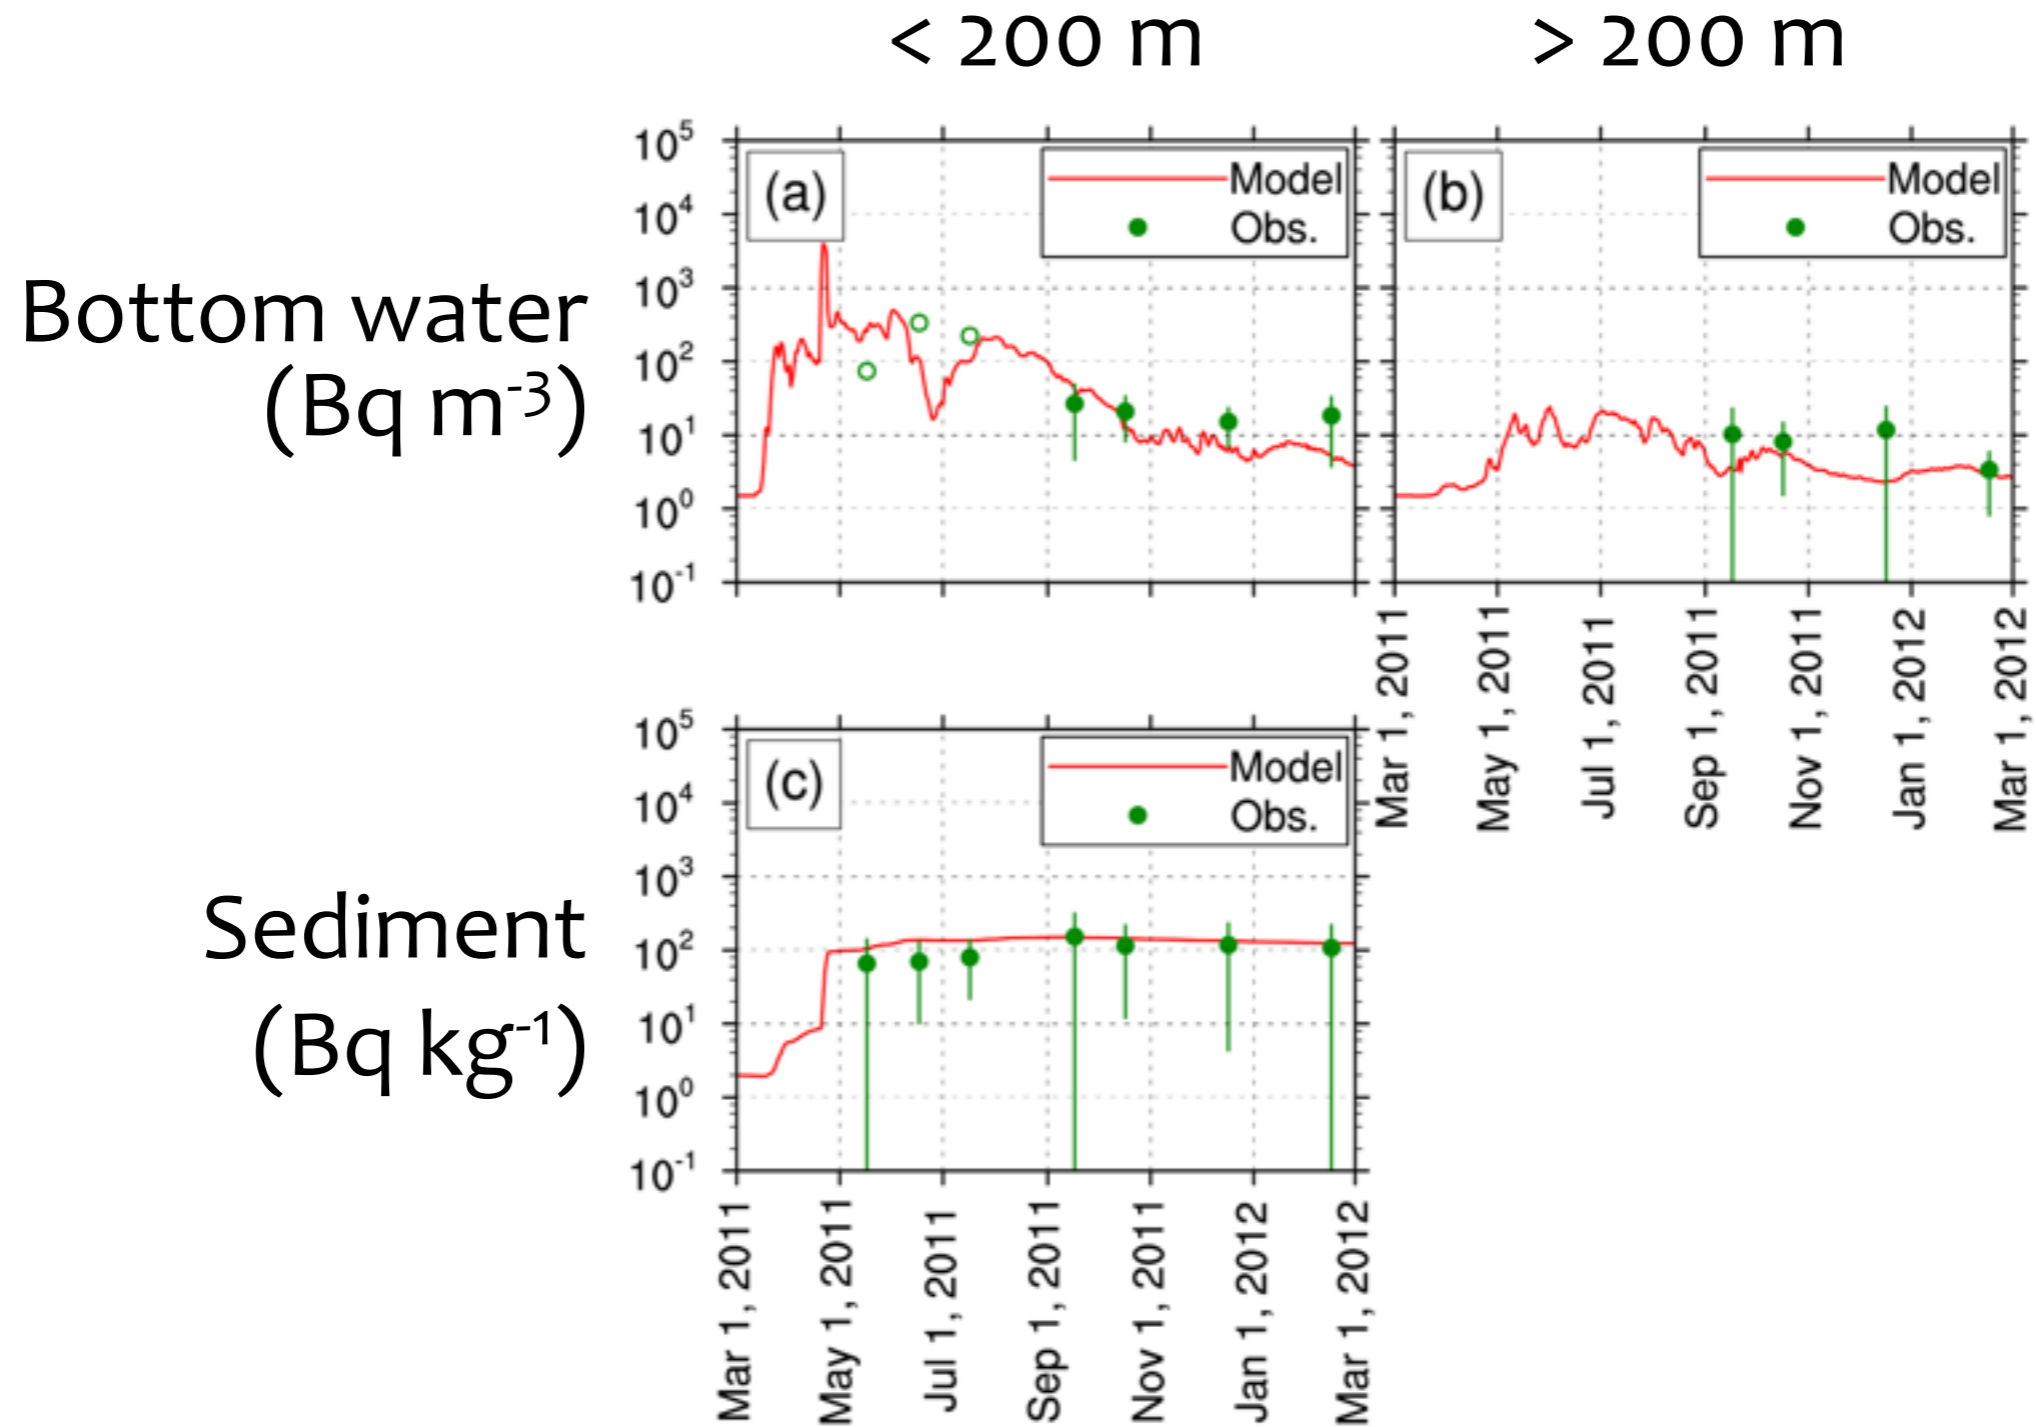 < 200 m
> 200 m
Bottom water
(Bq m-3)
10^5
10^4
10^3
10^2
10^1
10^0
10^-1
(a)
Model
Obs.
(b)
Model
Obs.
Mar 1, 2011
May 1, 2011
Jul 1, 2011
Sep 1, 2011
Nov 1, 2011
Jan 1, 2012
Mar 1, 2012
Sediment
(Bq kg-1)
10^5
10^4
10^3
10^2
10^1
10^0
10^-1
(c)
Model
Obs.
Mar 1, 2011
May 1, 2011
Jul 1, 2011
Sep 1, 2011
Nov 1, 2011
Jan 1, 2012
Mar 1, 2012